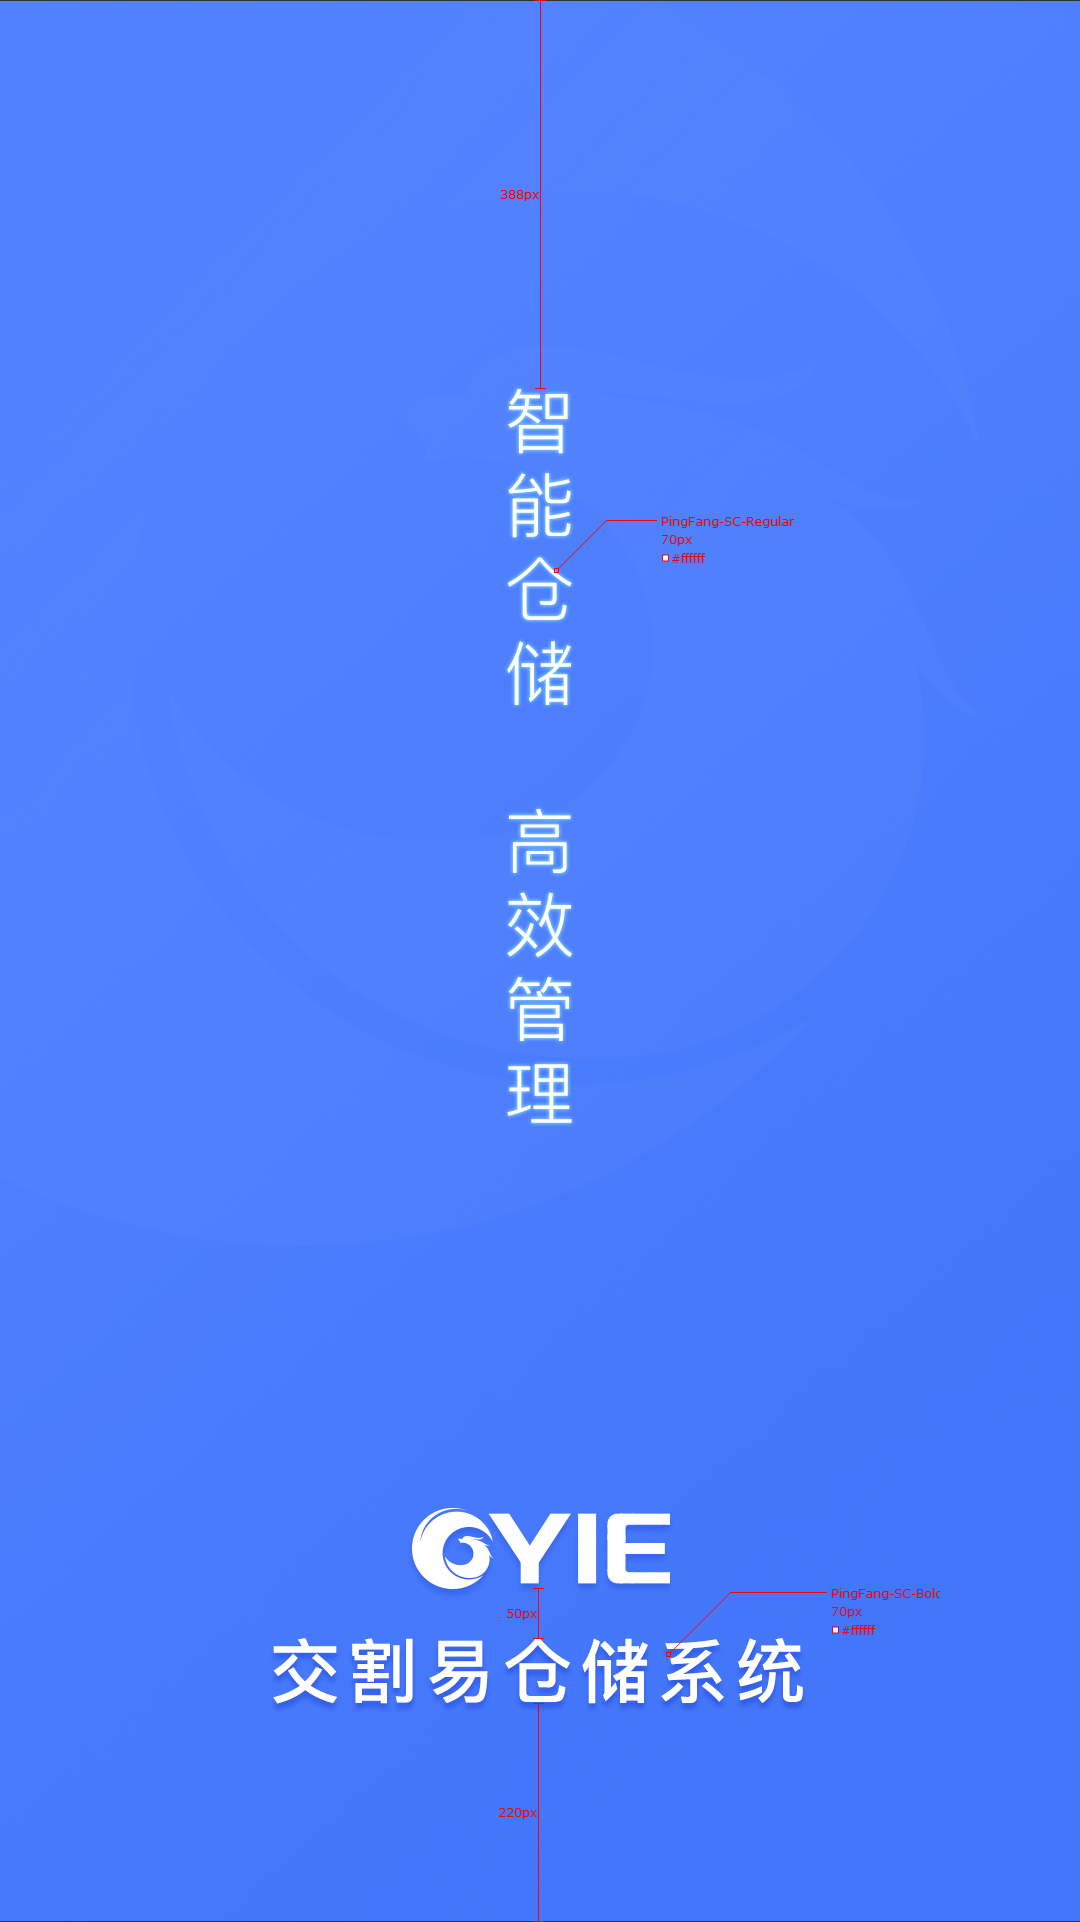 388px
智
能
仓
储
PingFang-SC-Regular
70px
#ffffff
高
效
管
理
YIE
50px
PingFang-SC-Bold
70px
#ffffff
交割易仓储系统
220px